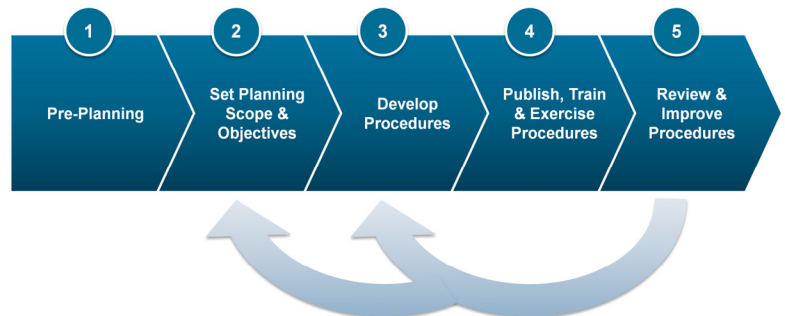 1
Pre-Planning
2
Set Planning
Scope &
Objectives
3
Develop
Procedures
4
Publish, Train
& Exercise
Procedures
5
Review &
Improve
Procedures